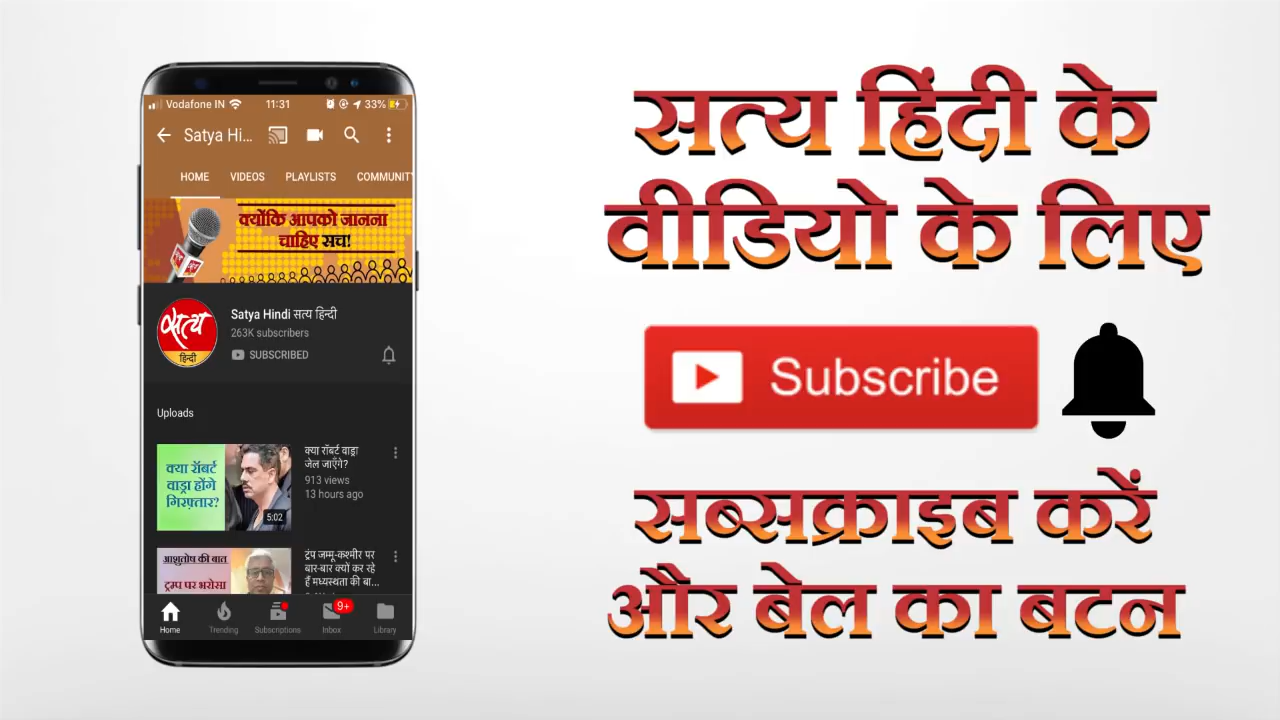 Vodafone IN 11:31 33%
Satya Hi...
HOME VIDEOS PLAYLISTS COMMUNIT
क्योंकि आपको जानना
चाहिए सच!
सत्य
हिन्दी
Satya Hindi सत्य हिन्दी
263K subscribers
SUBSCRIBED
Uploads
क्या रॉबर्ट
वाड्रा होंगे
गिरफ़्तार?
5:02
क्या रॉबर्ट वाड्रा
जेल जाएँगे?
913 views
13 hours ago
आशुतोष की बात
ट्रम्प पर भरोसा
ट्रंप जम्मू-कश्मीर पर
बार-बार क्यों कर रहे
हैं मध्यस्थता की बा...
9+
Home Trending Subscriptions Inbox Library
सत्य हिंदी के
वीडियो के लिए
Subscribe
सब्सक्राइब करें
और बेल का बटन